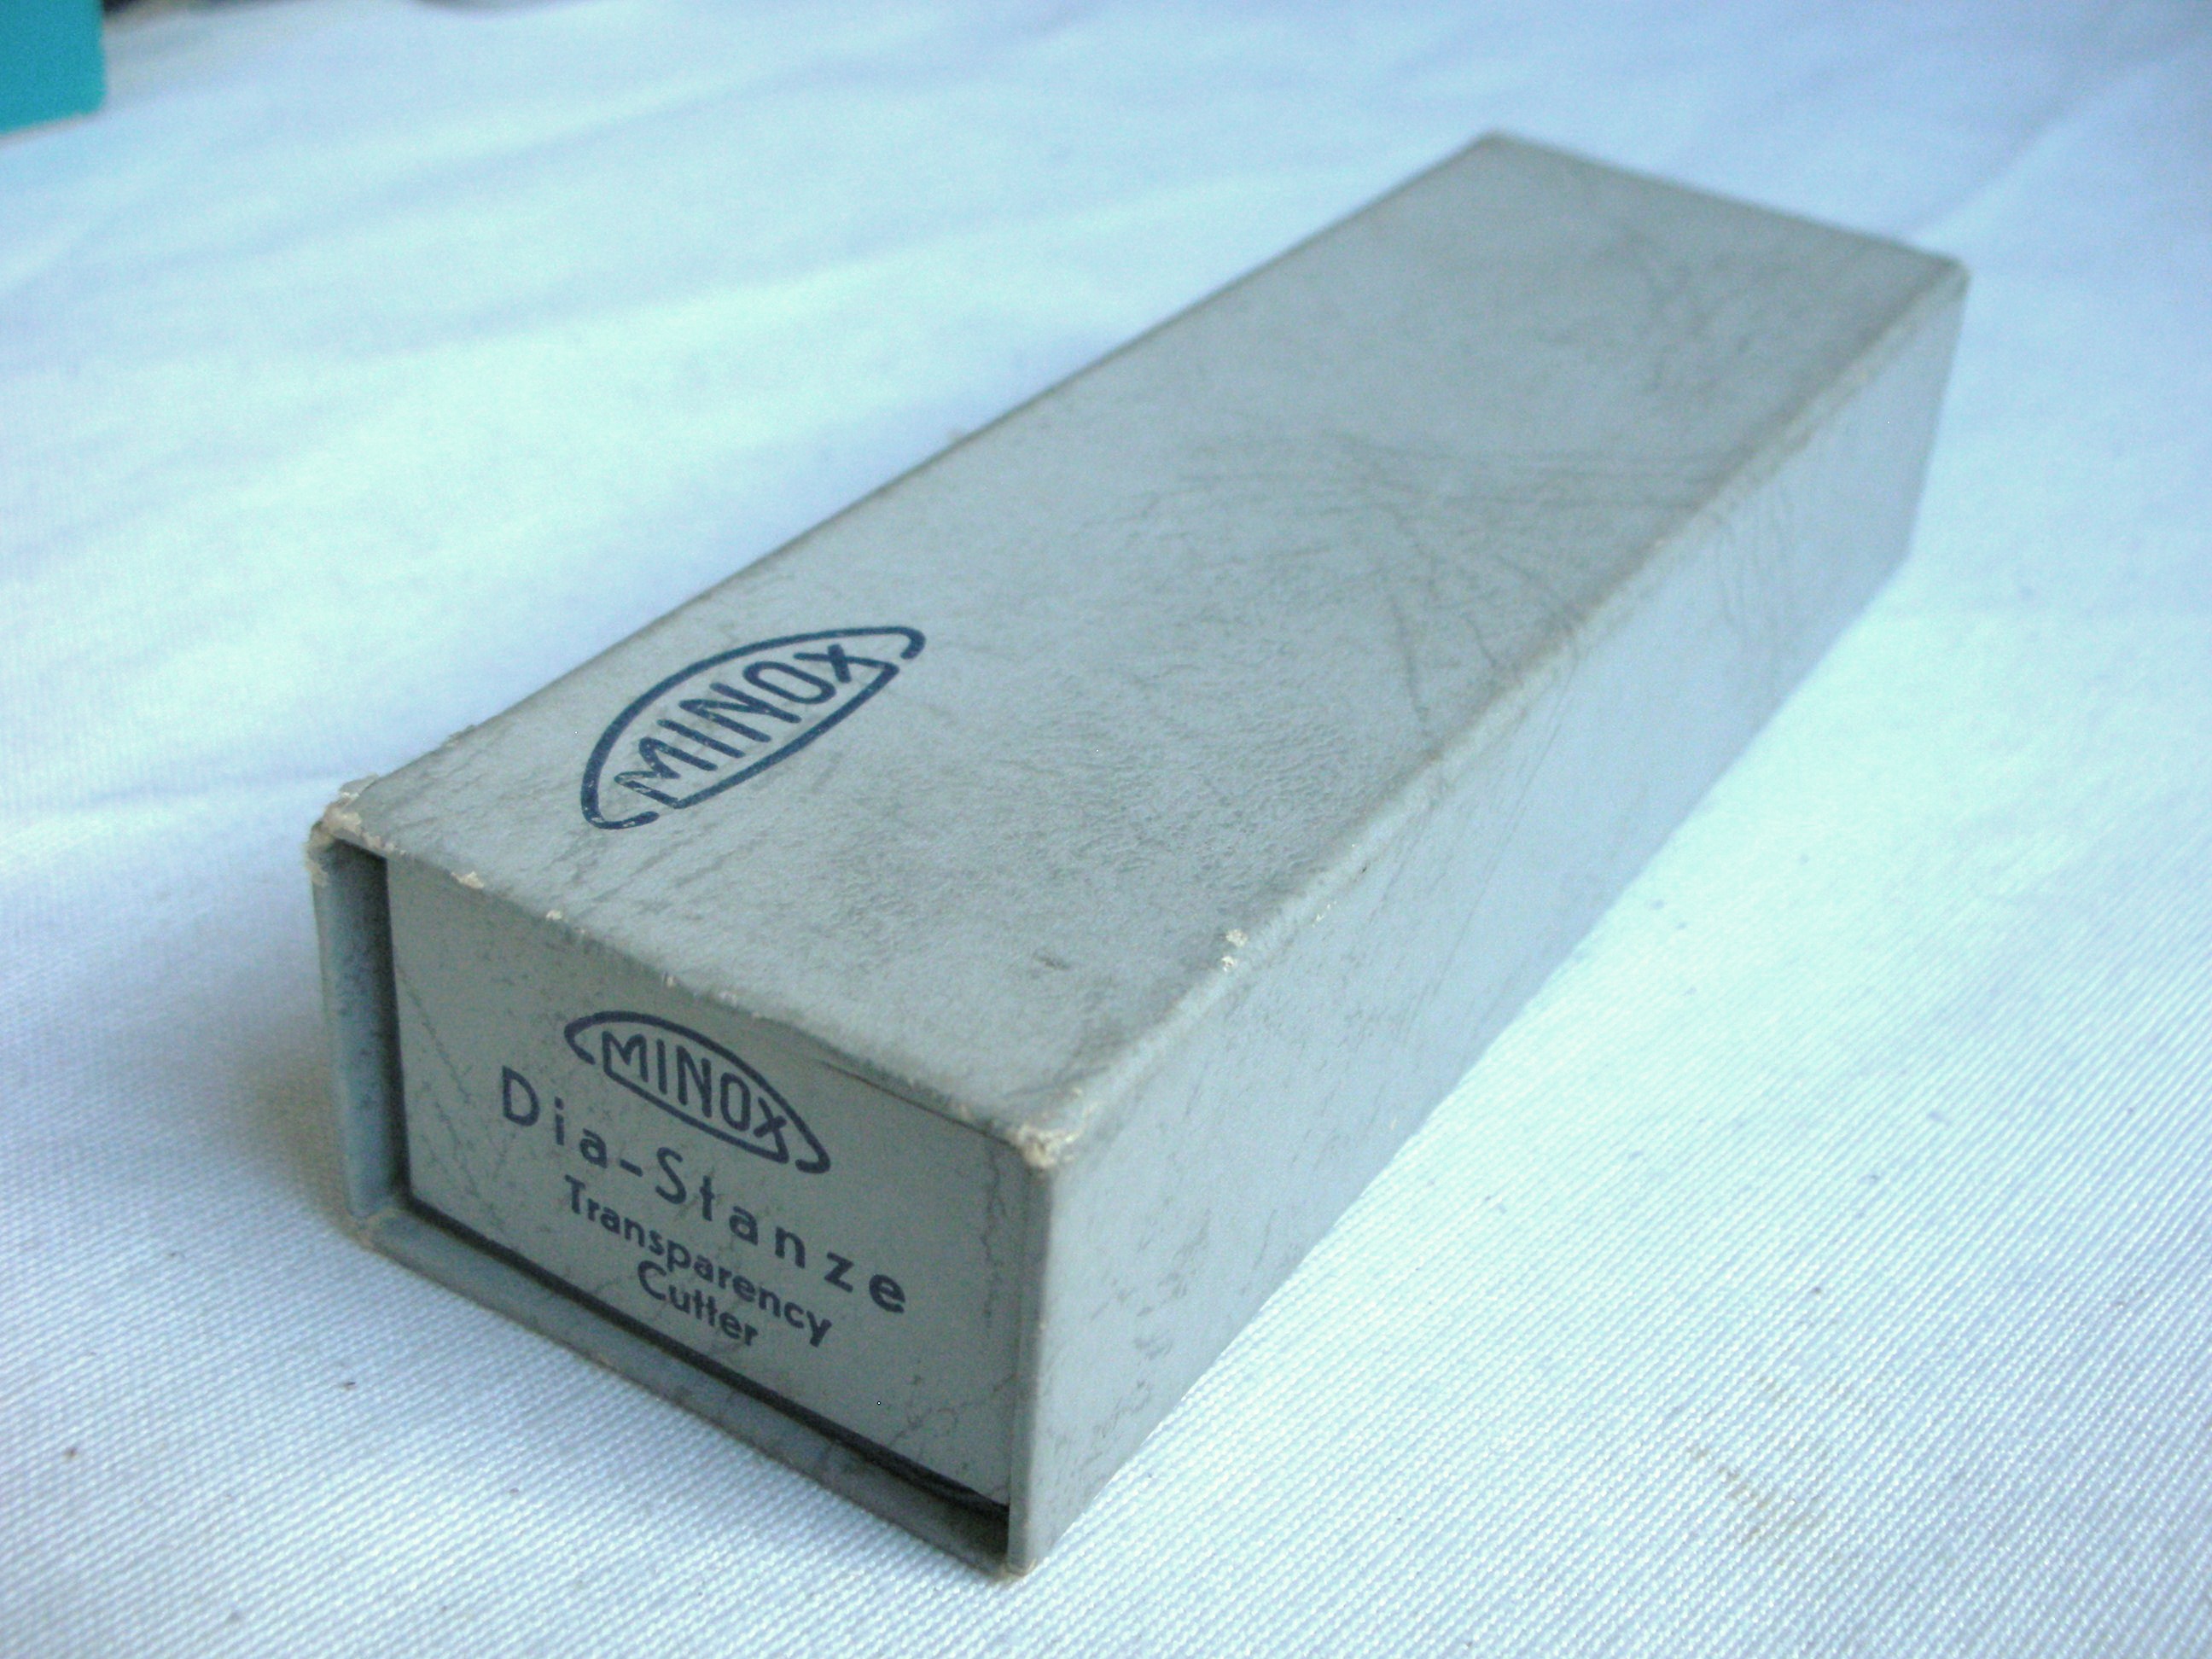 MINOX
MINOX
Dia-Stanze
Transparency
Cutter